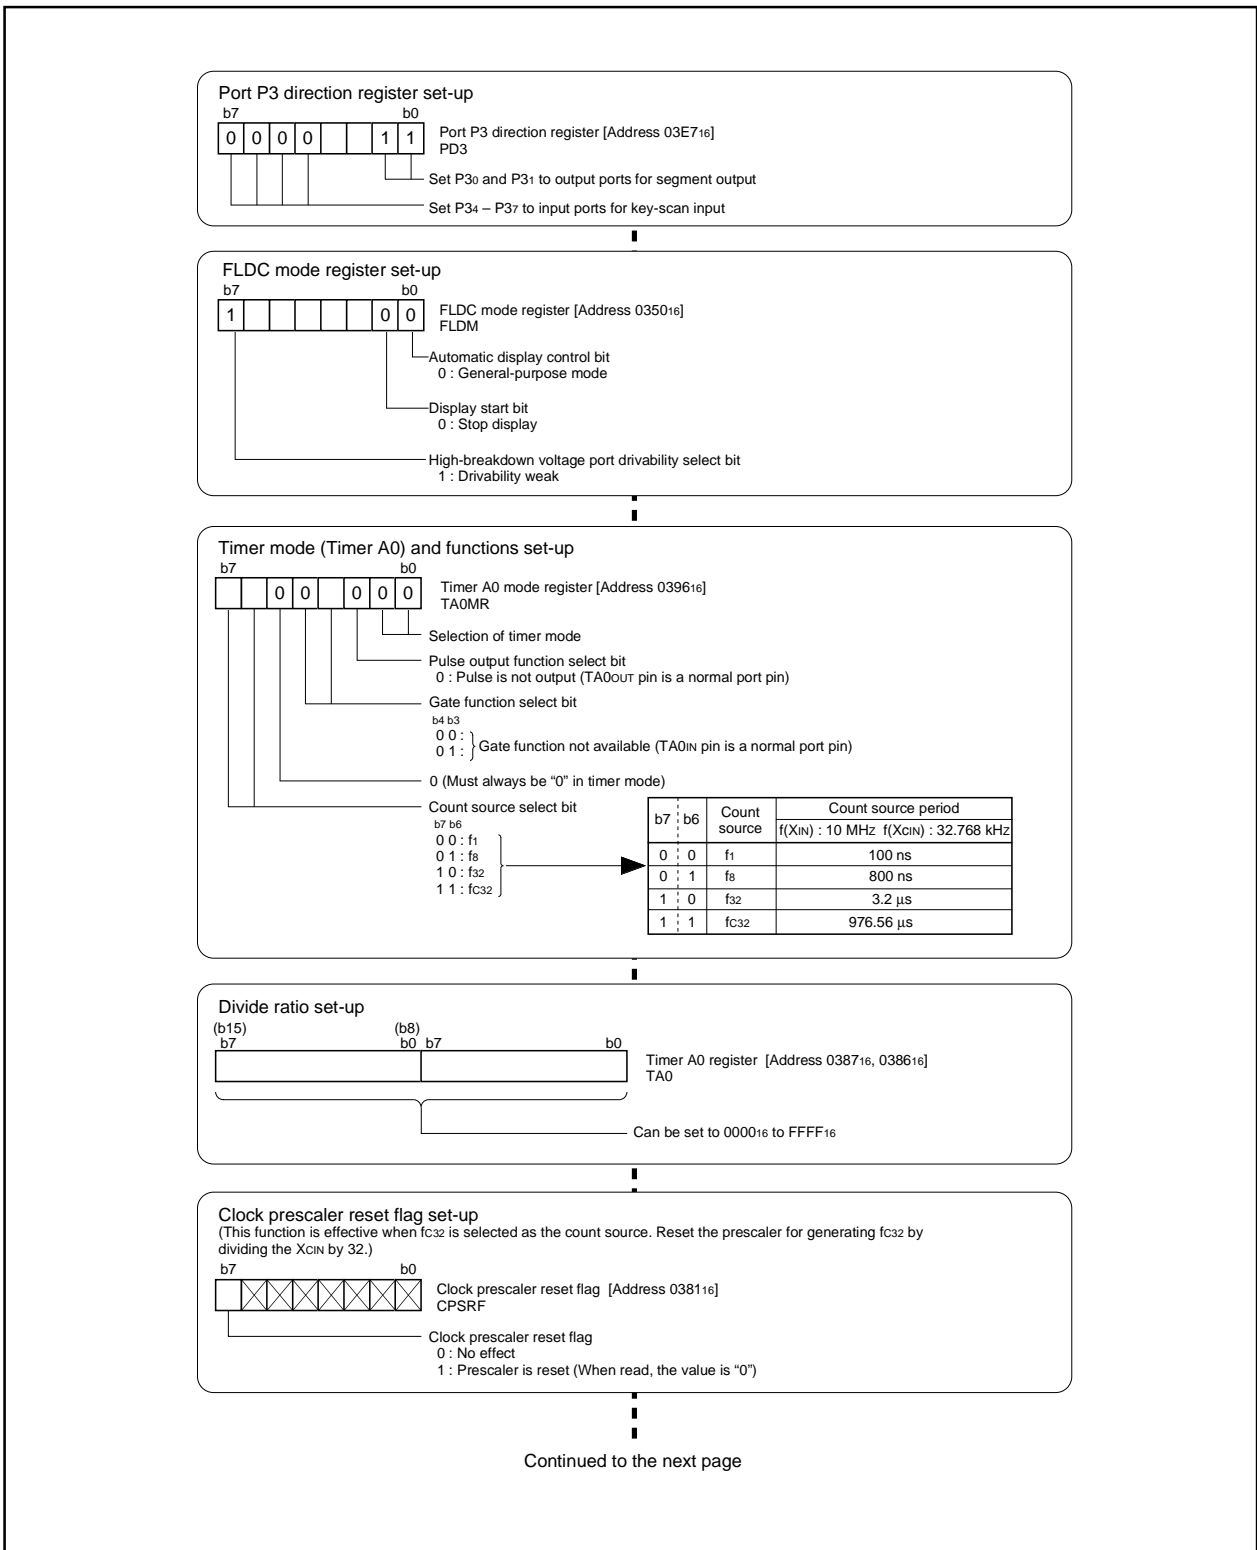 Port P3 direction register set-up
b7 b0
0 0 0 0 1 1
Port P3 direction register [Address 03E716]
PD3
Set P30 and P31 to output ports for segment output
Set P34 – P37 to input ports for key-scan input
FLDC mode register set-up
b7 b0
1 0 0
FLDC mode register [Address 035016]
FLDM
Automatic display control bit
0 : General-purpose mode
Display start bit
0 : Stop display
High-breakdown voltage port drivability select bit
1 : Drivability weak
Timer mode (Timer A0) and functions set-up
b7 b0
0 0 0 0 0
Timer A0 mode register [Address 039616]
TA0MR
Selection of timer mode
Pulse output function select bit
0 : Pulse is not output (TA0OUT pin is a normal port pin)
Gate function select bit
b4 b3
0 0 :
0 1 :
Gate function not available (TA0IN pin is a normal port pin)
0 (Must always be “0” in timer mode)
Count source select bit
b7 b6
0 0 : f1
0 1 : f8
1 0 : f32
1 1 : fC32
b7 b6 Count source Count source period
f(XIN) : 10 MHz f(XCIN) : 32.768 kHz
0 0 f1 100 ns
0 1 f8 800 ns
1 0 f32 3.2 µs
1 1 fC32 976.56 µs
Divide ratio set-up
(b15) (b8)
b7 b0 b7 b0
Timer A0 register [Address 038716, 038616]
TA0
Can be set to 000016 to FFFF16
Clock prescaler reset flag set-up
(This function is effective when fC32 is selected as the count source. Reset the prescaler for generating fC32 by
dividing the XCIN by 32.)
b7 b0
Clock prescaler reset flag [Address 038116]
CPSRF
Clock prescaler reset flag
0 : No effect
1 : Prescaler is reset (When read, the value is “0”)
Continued to the next page